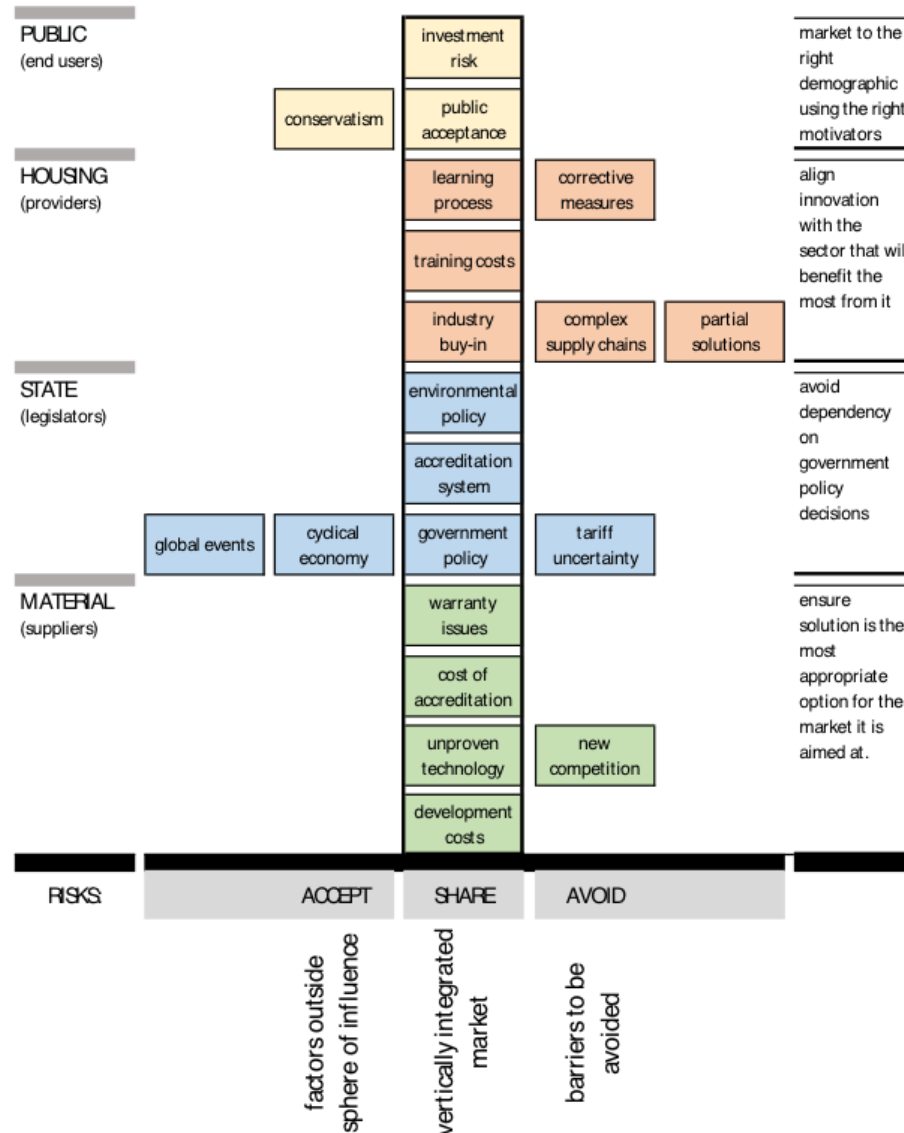 PUBLIC
(end users)
investment
risk
conservatism
public
acceptance
market to the
right
demographic
using the right
motivators
HOUSING
(providers)
learning
process
corrective
measures
training costs
industry
buy-in
complex
supply chains
partial
solutions
align
innovation
with the
sector that wil
benefit the
most from it
STATE
(legislators)
environmental
policy
accreditation
system
global events
cyclical
economy
government
policy
tariff
uncertainty
avoid
dependency
on
government
policy
decisions
MATERIAL
(suppliers)
warranty
issues
cost of
accreditation
unproven
technology
new
competition
development
costs
ensure
solution is the
most
appropriate
option for the
market it is
aimed at.
RISKS:
ACCEPT
SHARE
AVOID
factors outside
sphere of influence
vertically integrated
market
barriers to be
avoided